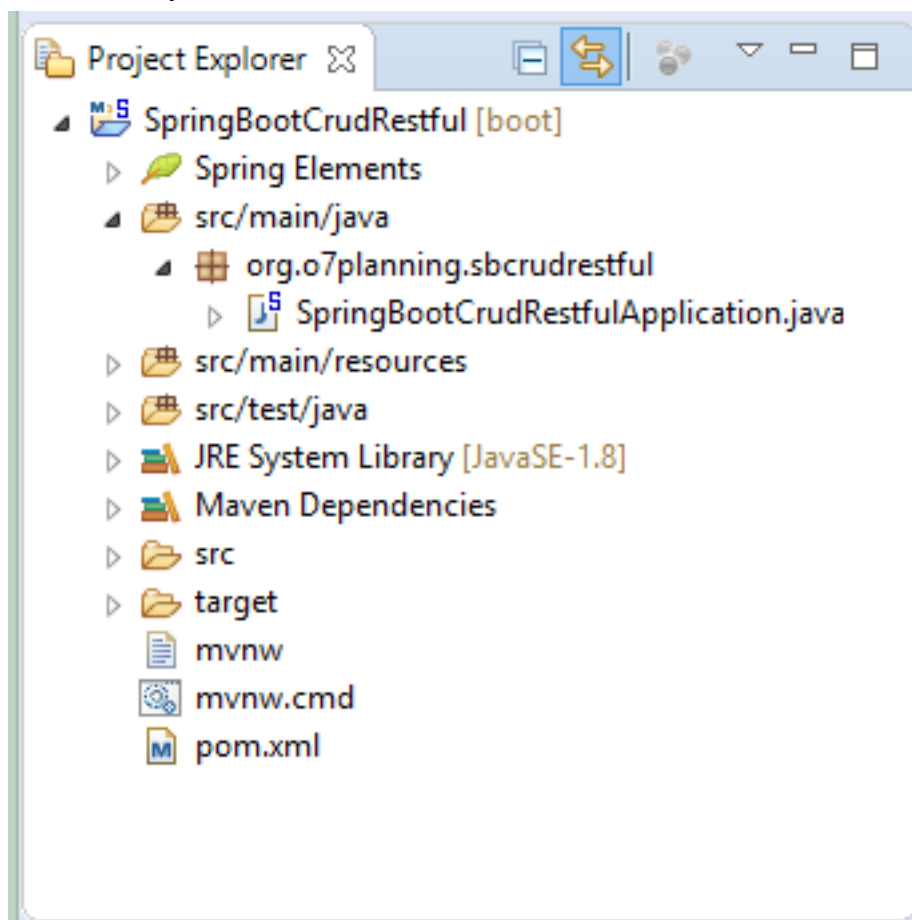 Project Explorer
SpringBootCrudRestful [boot]
Spring Elements
src/main/java
org.o7planning.sbcrudrestful
SpringBootCrudRestfulApplication.java
src/main/resources
src/test/java
JRE System Library [JavaSE-1.8]
Maven Dependencies
src
target
mvnw
mvnw.cmd
pom.xml